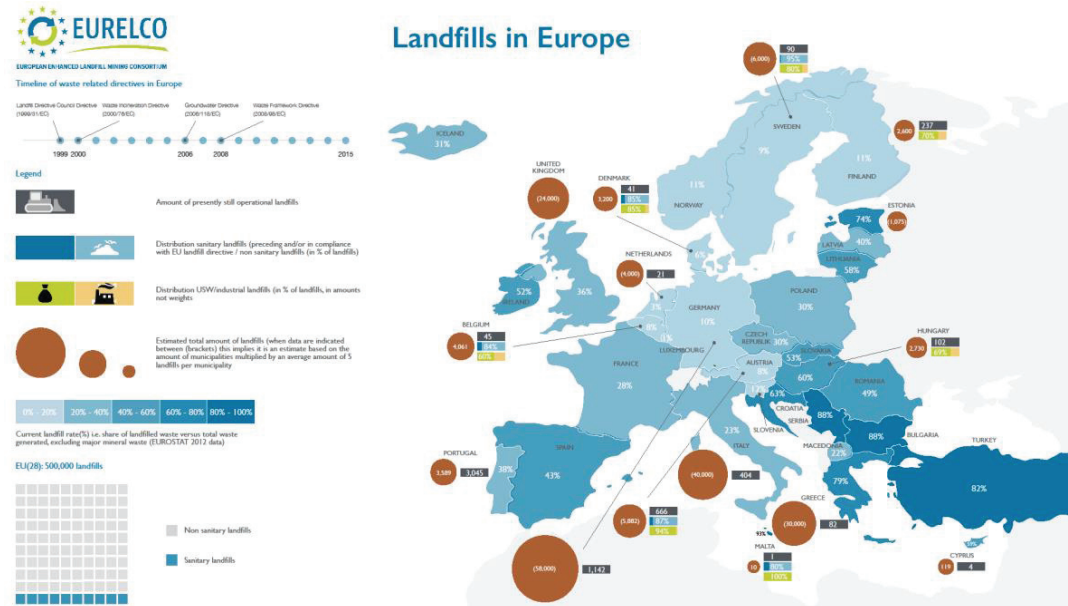 EURELCO
EUROPEAN ENHANCED LANDFILL MINING CONSORTIUM
Landfills in Europe
Timeline of waste related directives in Europe
Landfill Directive Council Directive
(1999/31/EC)
Waste Incineration Directive
(2000/76/EC)
Groundwater Directive
(2006/118/EC)
Waste Framework Directive
(2008/98/EC)
1999 2000 2006 2008 2015
Legend
Amount of presently still operational landfills
Distribution sanitary landfills (preceding and/or in compliance
with EU landfill directive / non sanitary landfills (in % of landfills)
Distribution USW/industrial landfills (in % of landfills, in amounts
not weights
Estimated total amount of landfills (when data are indicated
between (brackets) this implies it is an estimate based on the
amount of municipalities multiplied by an average amount of 5
landfills per municipality
0% - 20% 20% - 40% 40% - 60% 60% - 80% 80% - 100%
Current landfill rate(%) i.e. share of landfilled waste versus total waste
generated, excluding major mineral waste (EUROSTAT 2012 data)
EU(28): 500,000 landfills
Non sanitary landfills
Sanitary landfills
(6,000)
90
95%
80%
ICELAND
31%
SWEDEN
9%
2,600
237
70%
11%
FINLAND
UNITED
KINGDOM
(24,000)
DENMARK
3,200
41
85%
85%
11%
NORWAY
ESTONIA
74%
(1,075)
LATVIA
40%
LITHUANIA
58%
6%
NETHERLANDS
(4,000)
21
3%
52%
IRELAND
36%
POLAND
30%
GERMANY
10%
BELGIUM
4,061
45
84%
60%
8%
LUXEMBOURG
CZECH
REPUBLIK
30%
SLOVAKIA
53%
HUNGARY
2,730
102
69%
60%
AUSTRIA
8%
FRANCE
28%
ROMANIA
49%
63%
CROATIA
SERBIA
88%
SLOVENIA
23%
ITALY
88%
BULGARIA
MACEDONIA
22%
TURKEY
82%
PORTUGAL
3,589
3,045
38%
SPAIN
43%
(40,000)
404
79%
GREECE
(30,000)
82
(5,882)
666
87%
94%
(58,000)
1,142
93%
MALTA
10
1
80%
100%
CYPRUS
119
4